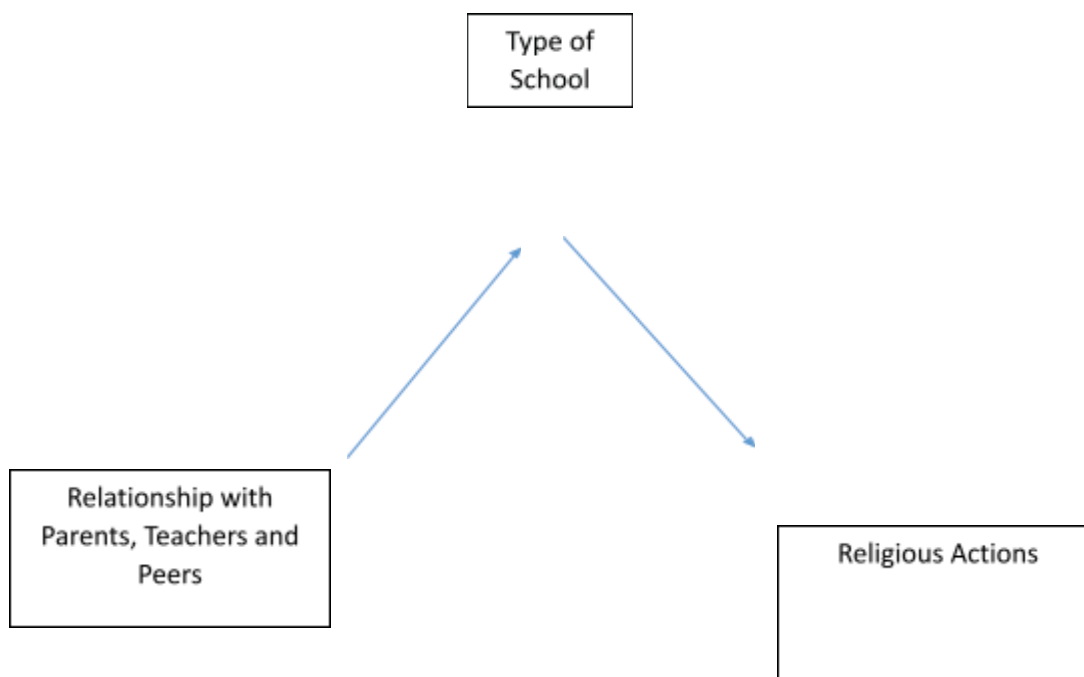 Type of
School
Relationship with
Parents, Teachers and
Peers
Religious Actions